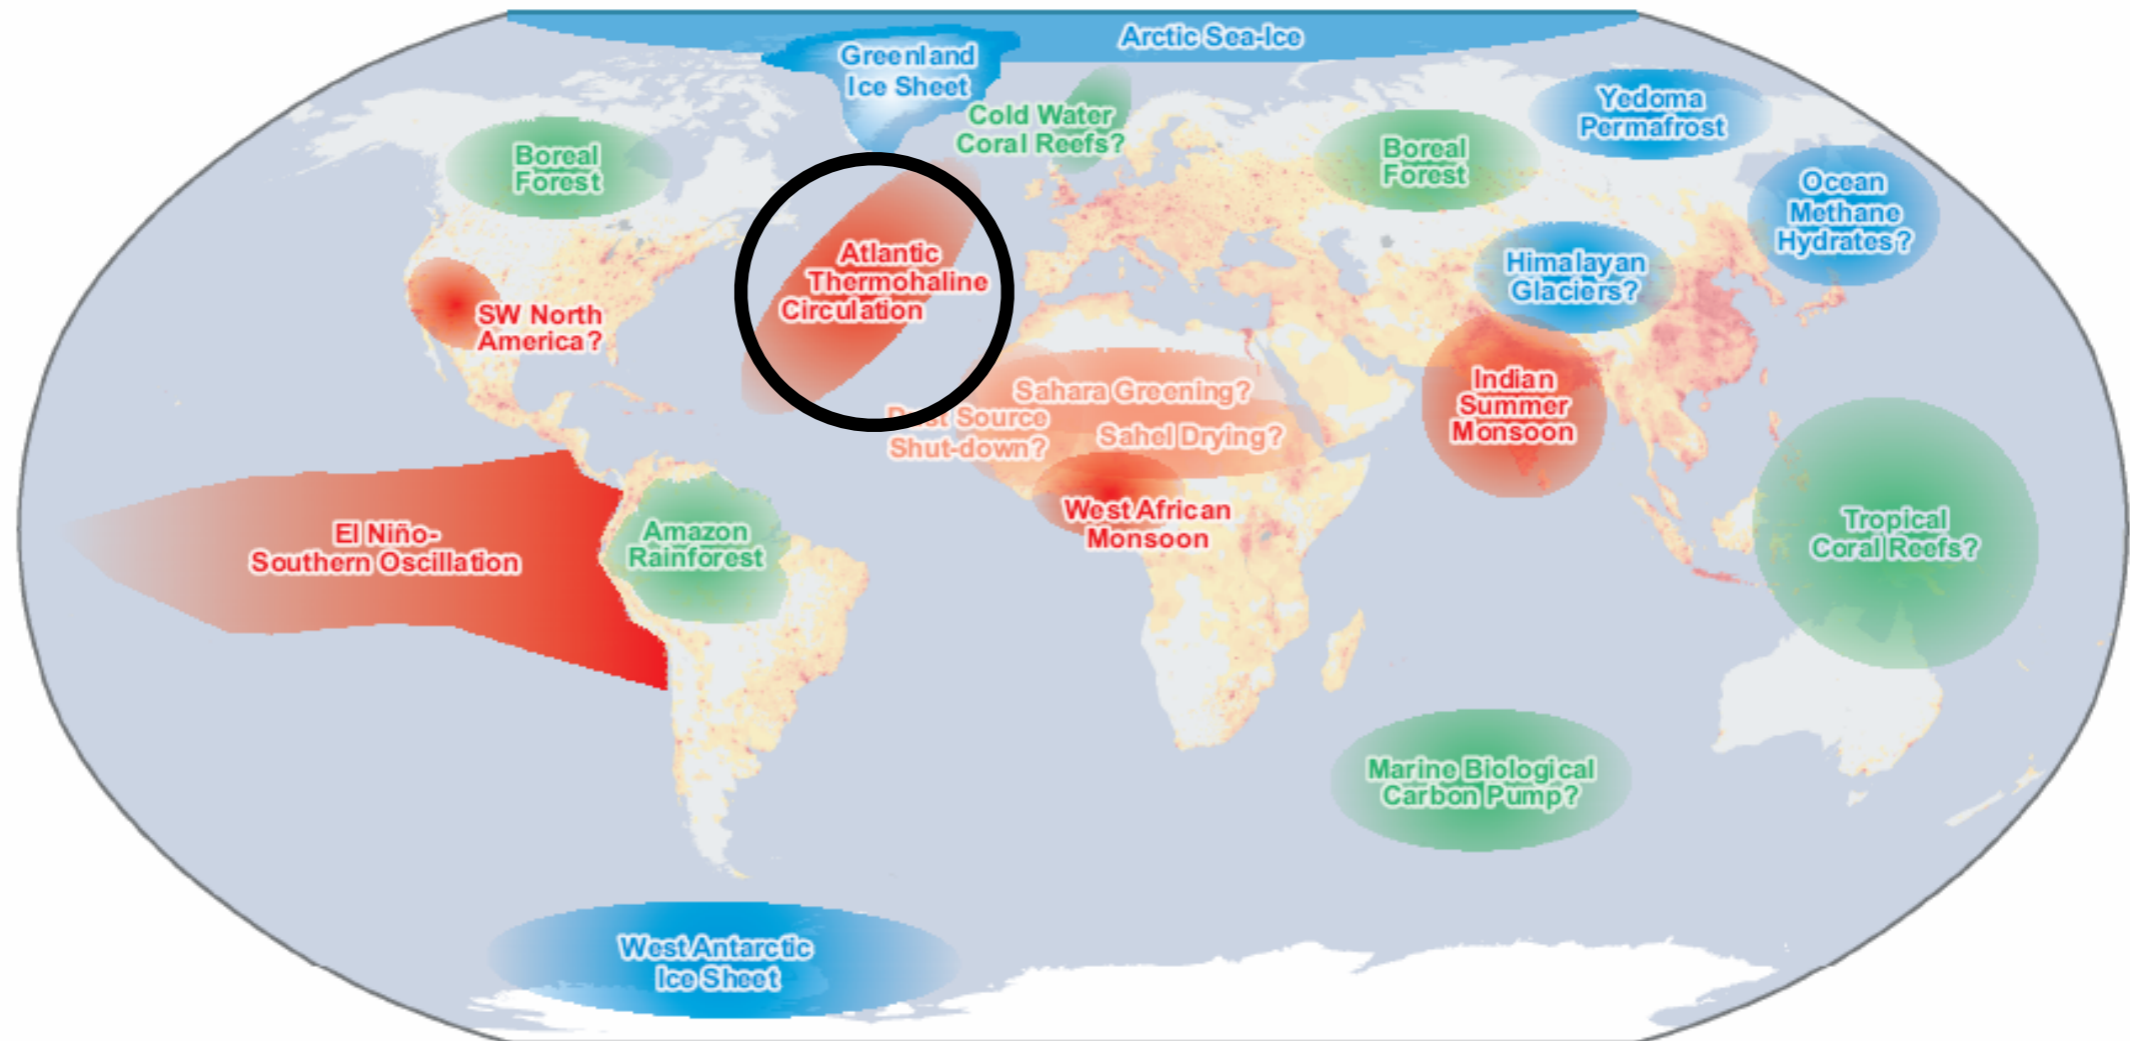 Arctic Sea-Ice
Greenland
Ice Sheet
Cold Water
Coral Reefs?
Yedoma
Permafrost
Boreal
Forest
Boreal
Forest
Ocean
Methane
Hydrates?
Atlantic
Thermohaline
Circulation
Himalayan
Glaciers?
SW North
America?
Indian
Summer
Monsoon
Sahara Greening?
Dust Source
Shut-down?
Sahel Drying?
West African
Monsoon
El Niño-
Southern Oscillation
Amazon
Rainforest
Tropical
Coral Reefs?
Marine Biological
Carbon Pump?
West Antarctic
Ice Sheet